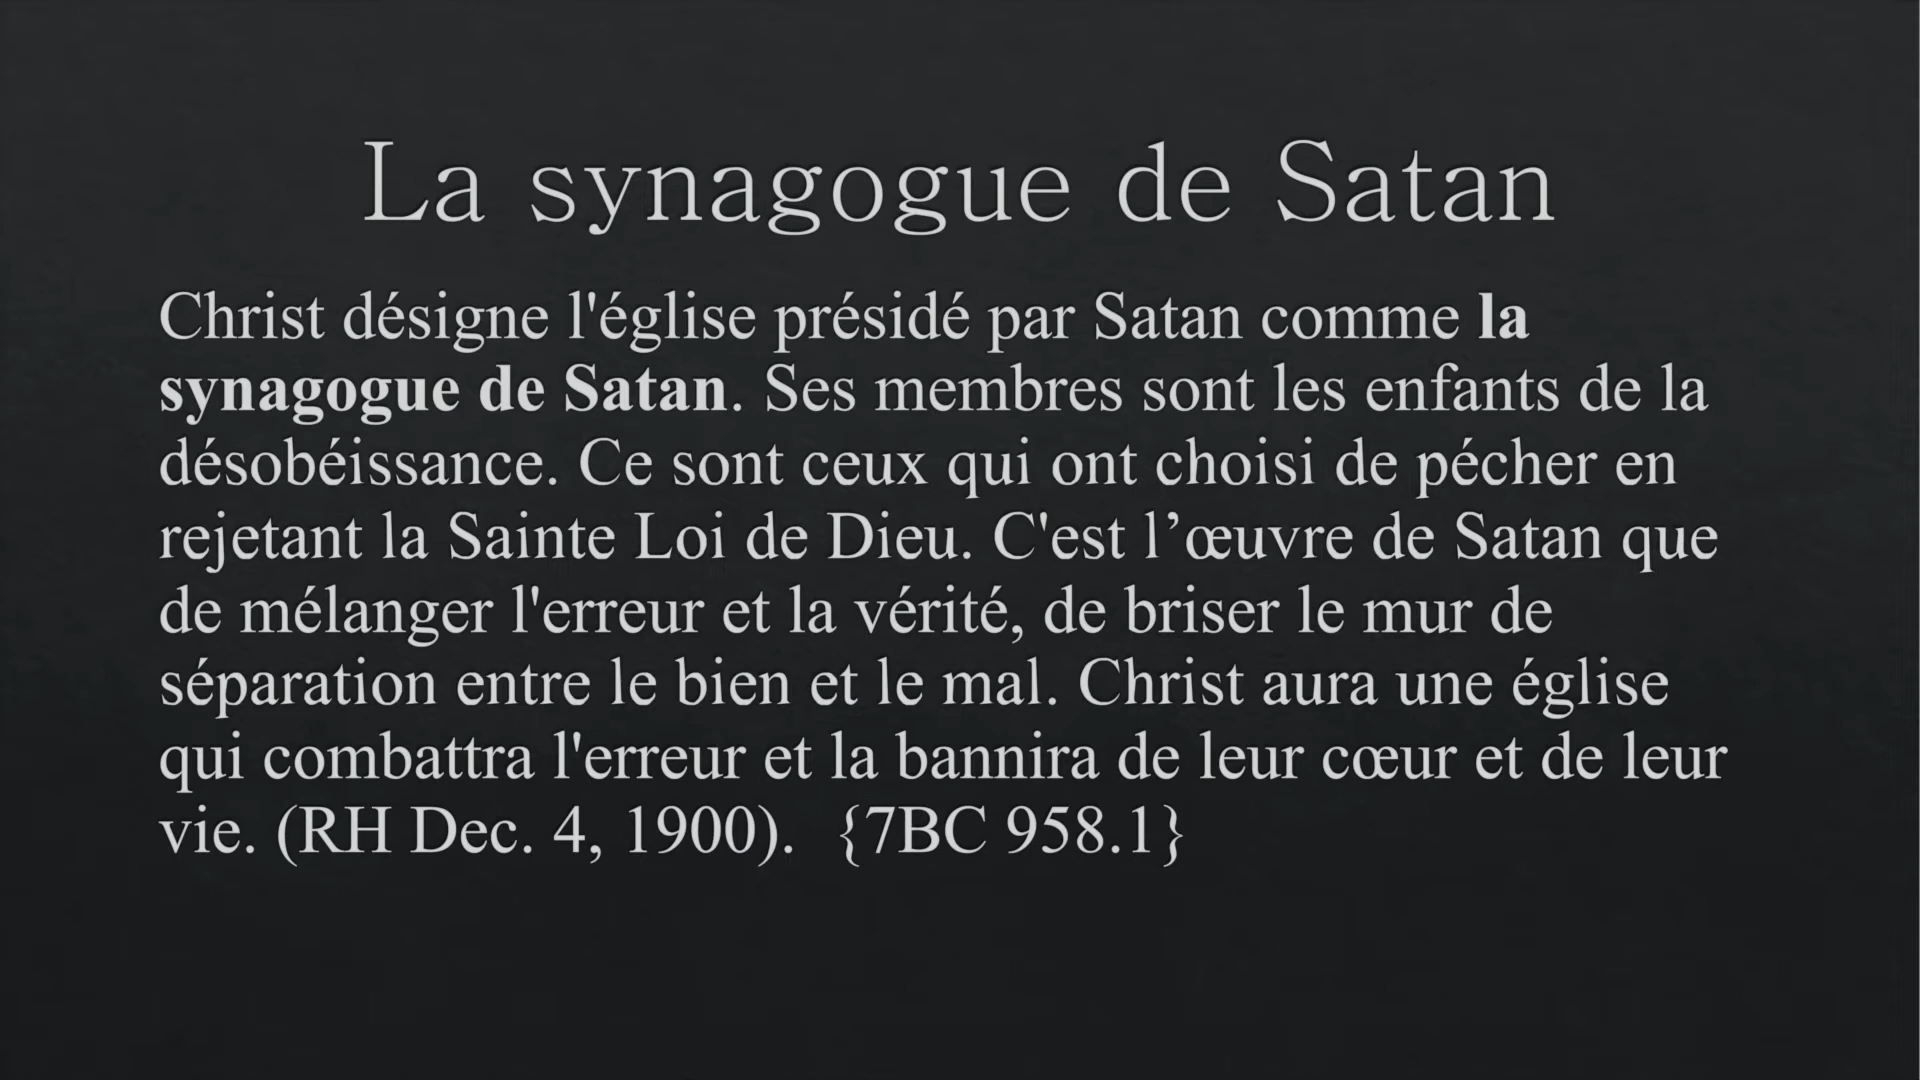 La synagogue de Satan
Christ désigne l'église présidé par Satan comme la
synagogue de Satan. Ses membres sont les enfants de la
désobéissance. Ce sont ceux qui ont choisi de pécher en
rejetant la Sainte Loi de Dieu. C'est l’œuvre de Satan que
de mélanger l'erreur et la vérité, de briser le mur de
séparation entre le bien et le mal. Christ aura une église
qui combattra l'erreur et la bannira de leur cœur et de leur
vie. (RH Dec. 4, 1900).  {7BC 958.1}